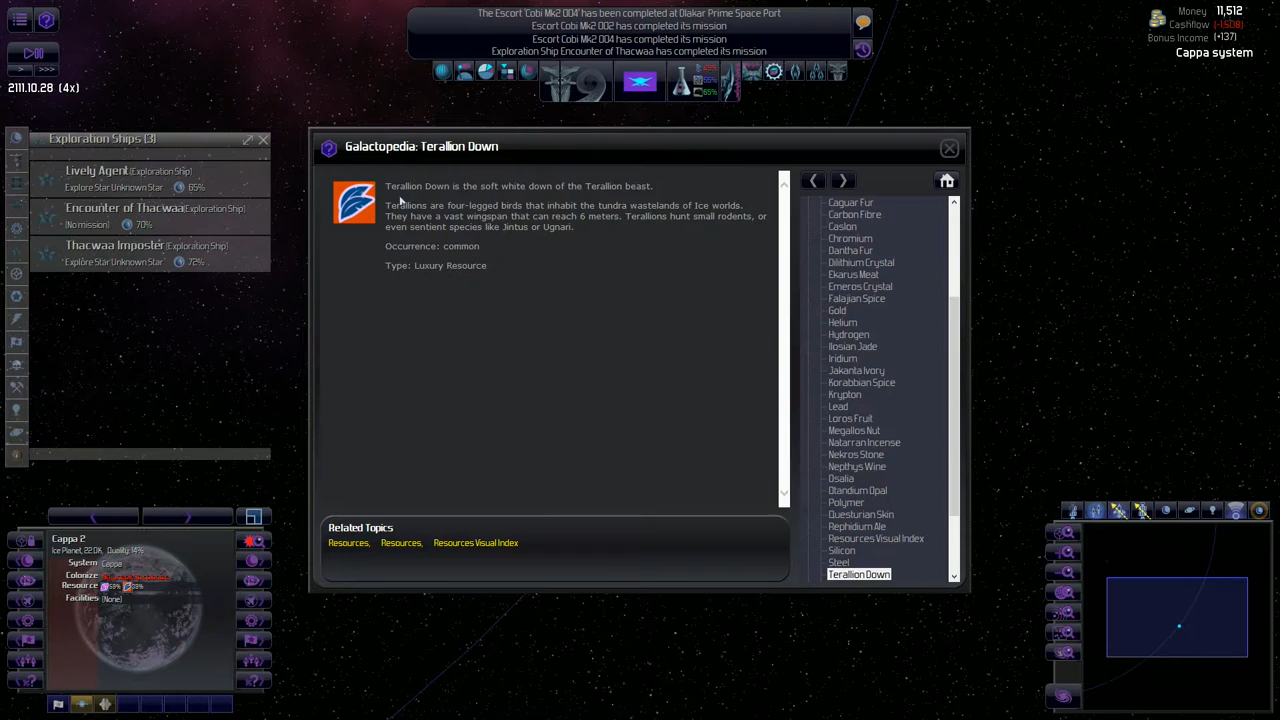 The Escort 'Cobi Mk2 004' has been completed at Olakar Prime Space Port
Escort Cobi Mk2 002 has completed its mission
Escort Cobi Mk2 004 has completed its mission
Exploration Ship Encounter of Thacwaa has completed its mission
Money 11,512
Cashflow (-1,508)
Bonus Income (+137)
Cappa system
> >>>
2111.10.28 (4x)
65%
Exploration Ships (3)
Lively Agent (Exploration Ship)
Explore Star Unknown Star 65%
Encounter of Thacwaa (Exploration Ship)
(No mission) 70%
Thacwaa Imposter (Exploration Ship)
Explore Star Unknown Star 72%
Galactopedia: Terallion Down
Terallion Down is the soft white down of the Terallion beast.
Terallions are four-legged birds that inhabit the tundra wastelands of Ice worlds.
They have a vast wingspan that can reach 6 meters. Terallions hunt small rodents, or
even sentient species like Jintus or Ugnari.
Occurrence: common
Type: Luxury Resource
Caguar Fur
Carbon Fibre
Caslon
Chromium
Dantha Fur
Dilithium Crystal
Ekarus Meat
Emeros Crystal
Falajian Spice
Gold
Helium
Hydrogen
Ilosian Jade
Iridium
Jakanta Ivory
Korabbian Spice
Krypton
Lead
Loros Fruit
Megallos Nut
Natarran Incense
Nekros Stone
Nepthys Wine
Osalia
Otandium Opal
Polymer
Questurian Skin
Rephidium Ale
Resources Visual Index
Silicon
Steel
Terallion Down
Related Topics
Resources, Resources, Resources Visual Index
Cappa 2
Ice Planet, 22.0K, Quality: 14%
System Cappa
Colonize
Resource
Facilities (None)